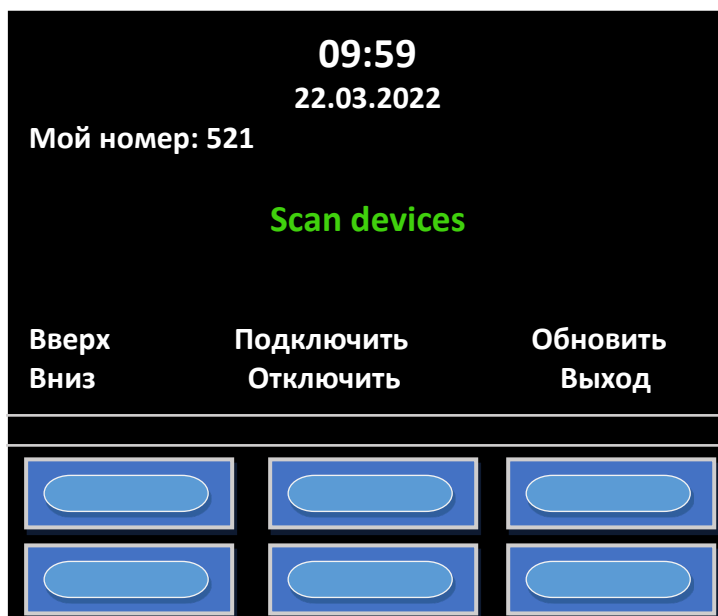 09:59
22.03.2022
Мой номер: 521
Scan devices
Вверх Подключить Обновить
Вниз Отключить Выход